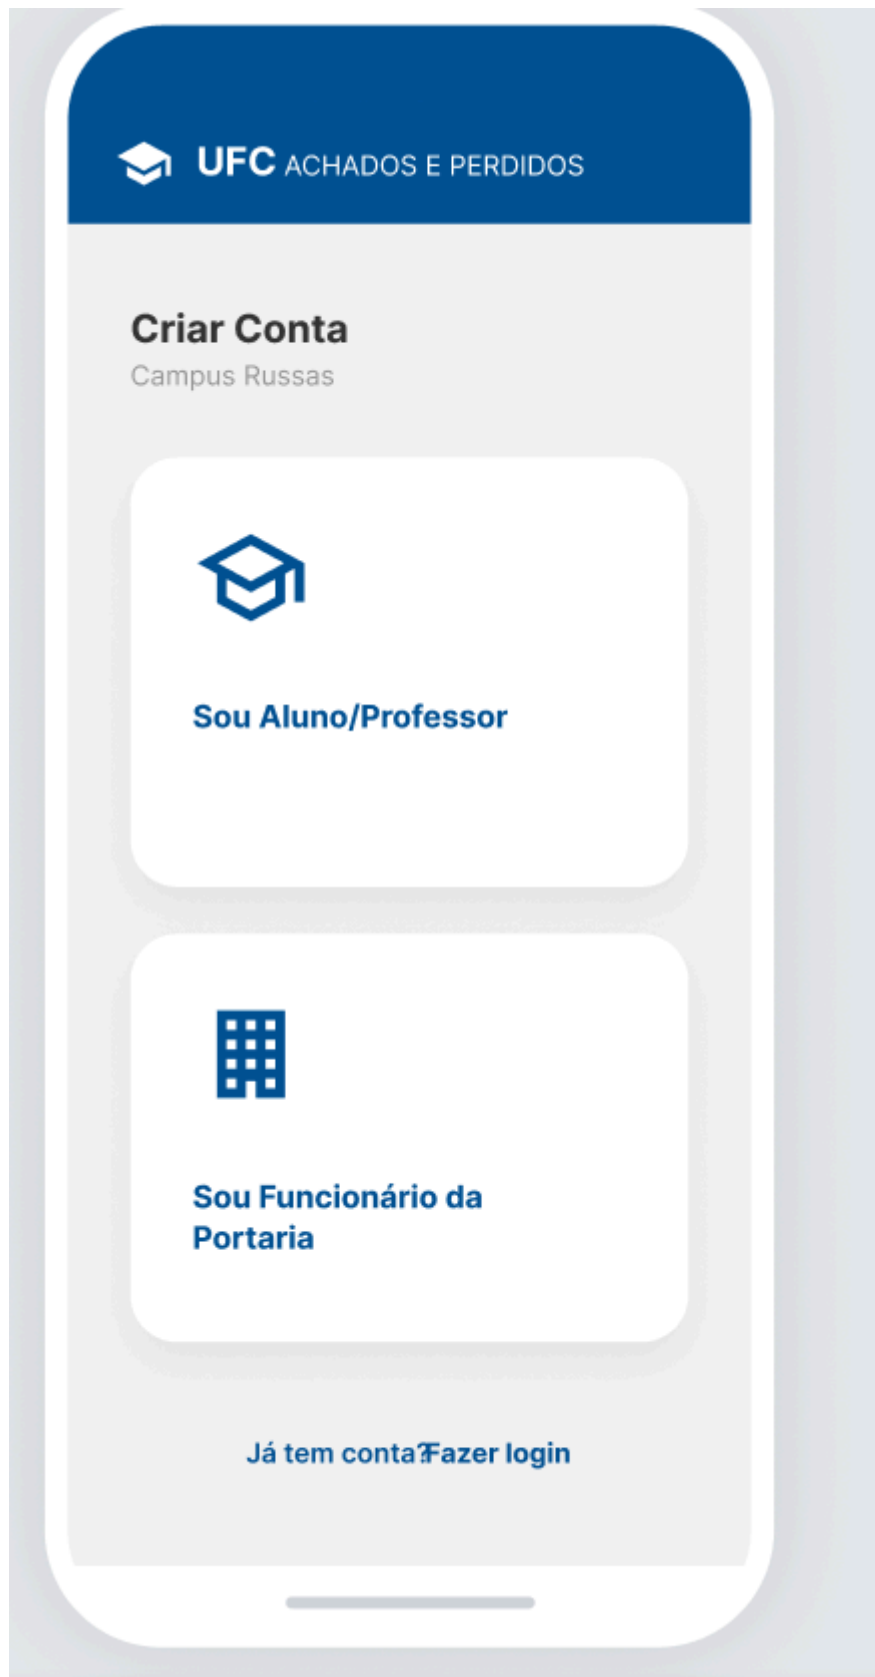 UFC ACHADOS E PERDIDOS
Criar Conta
Campus Russas
Sou Aluno/Professor
Sou Funcionário da
Portaria
Já tem conta?Fazer login